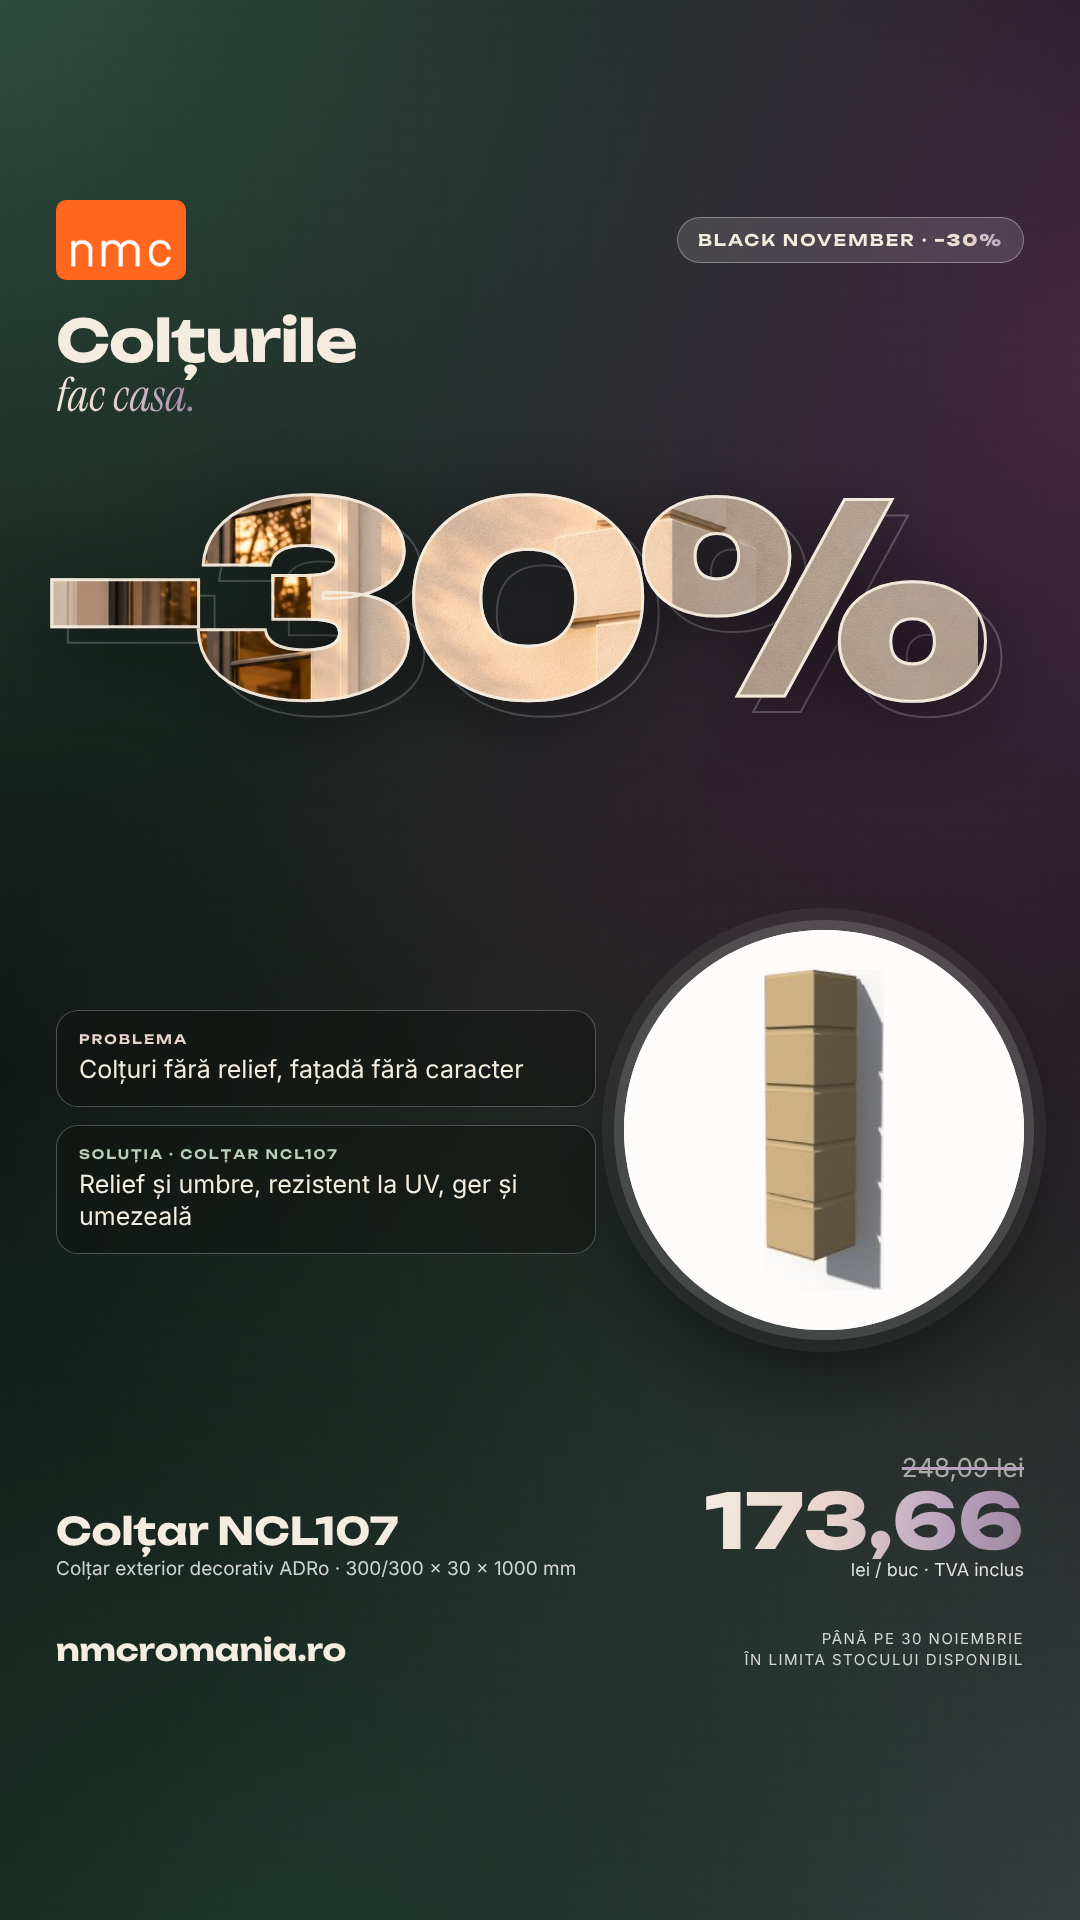 nmc
BLACK NOVEMBER · -30%
Colțurile
fac casa.
-30%
PROBLEMA
Colțuri fără relief, fațadă fără caracter
SOLUȚIA · COLȚAR NCL107
Relief și umbre, rezistent la UV, ger și
umezeală
248,09 lei
173,66
lei / buc · TVA inclus
Colțar NCL107
Colțar exterior decorativ ADRo · 300/300 × 30 × 1000 mm
nmcromania.ro
PÂNĂ PE 30 NOIEMBRIE
ÎN LIMITA STOCULUI DISPONIBIL